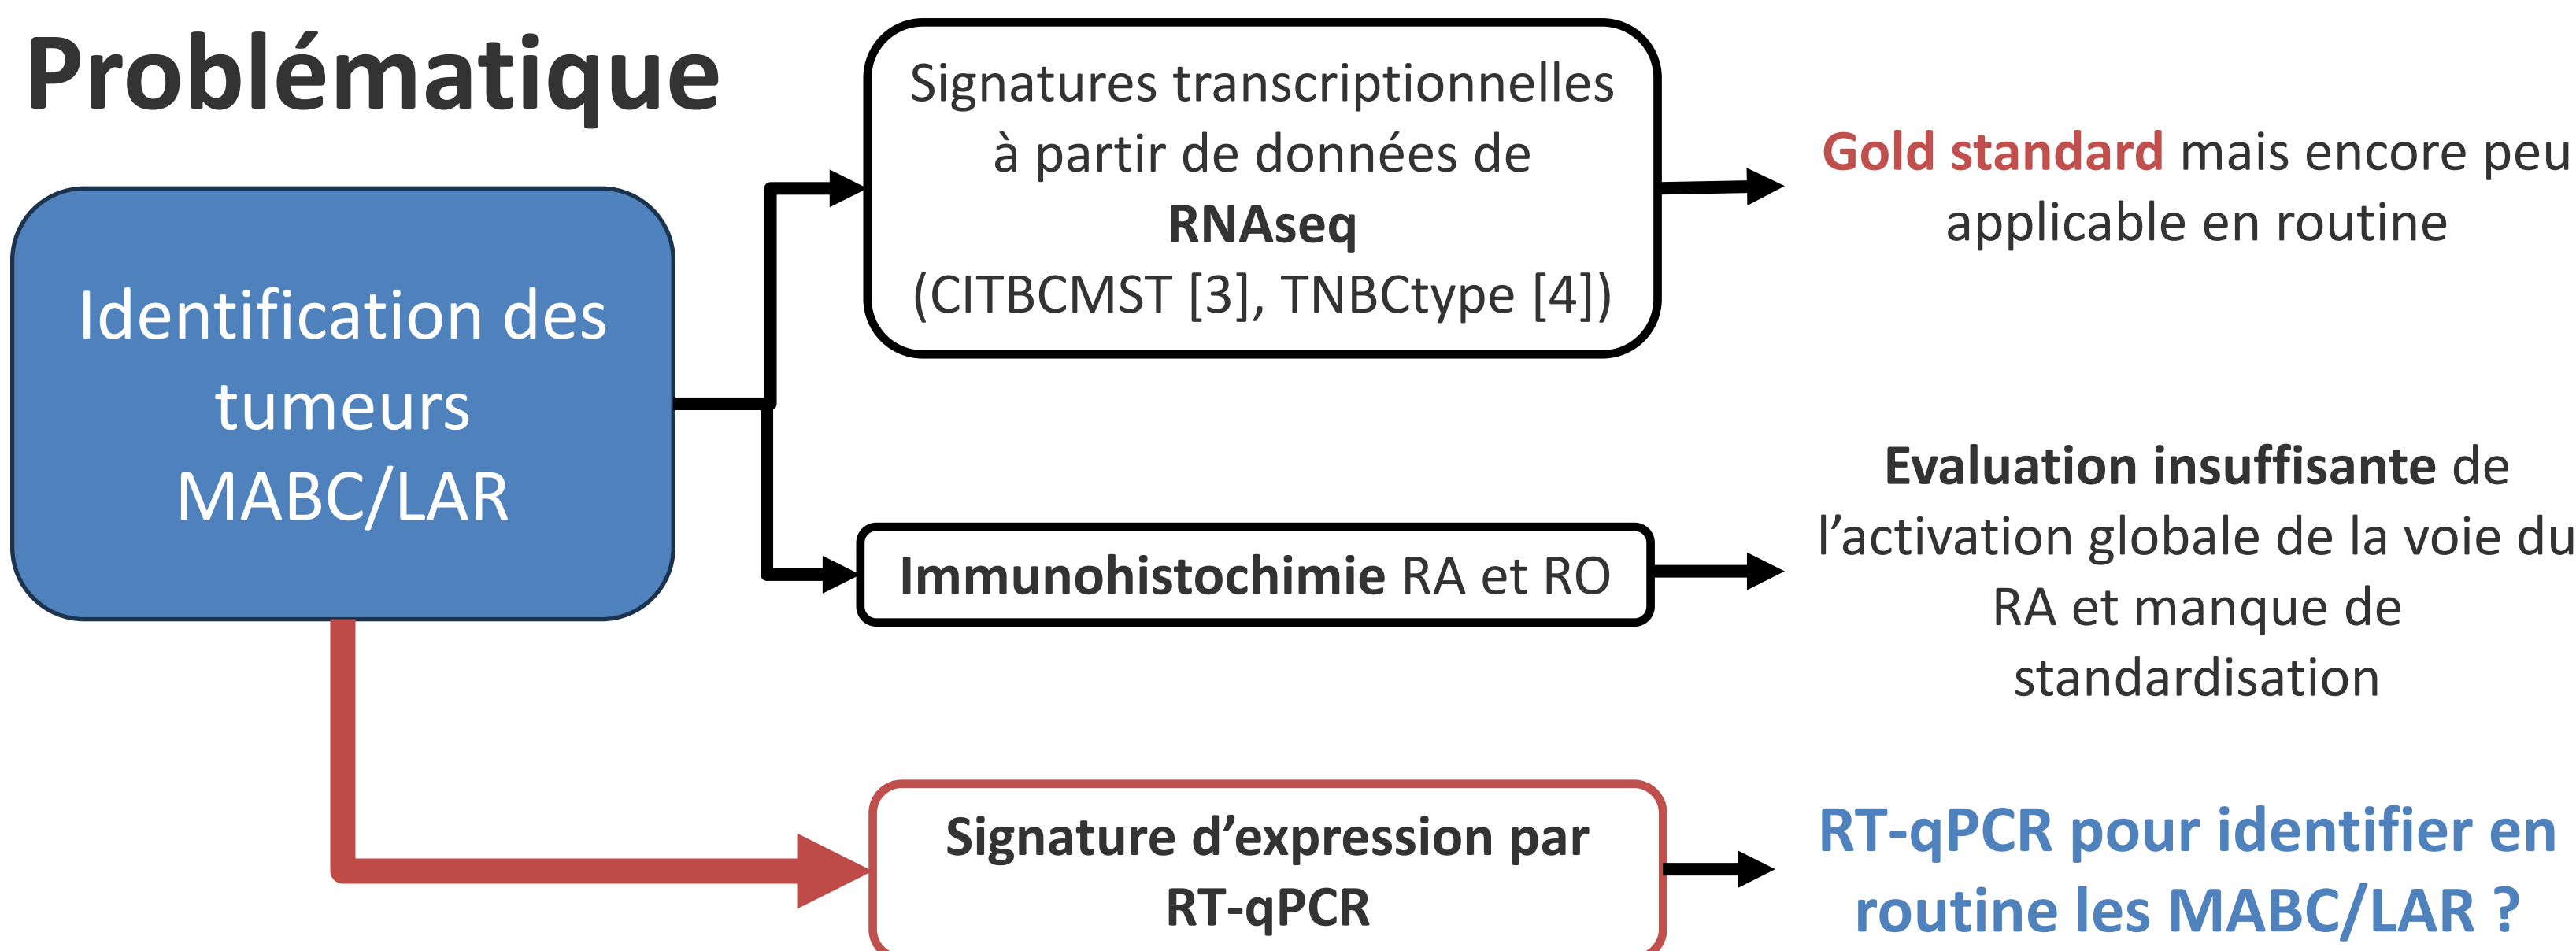 Problématique
Identification des
tumeurs
MABC/LAR
Signatures transcriptionnelles
à partir de données de
RNAseq
(CITBCMST [3], TNBCtype [4])
Gold standard mais encore peu
applicable en routine
Immunohistochimie RA et RO
Evaluation insuffisante de
l’activation globale de la voie du
RA et manque de
standardisation
Signature d’expression par
RT-qPCR
RT-qPCR pour identifier en
routine les MABC/LAR ?